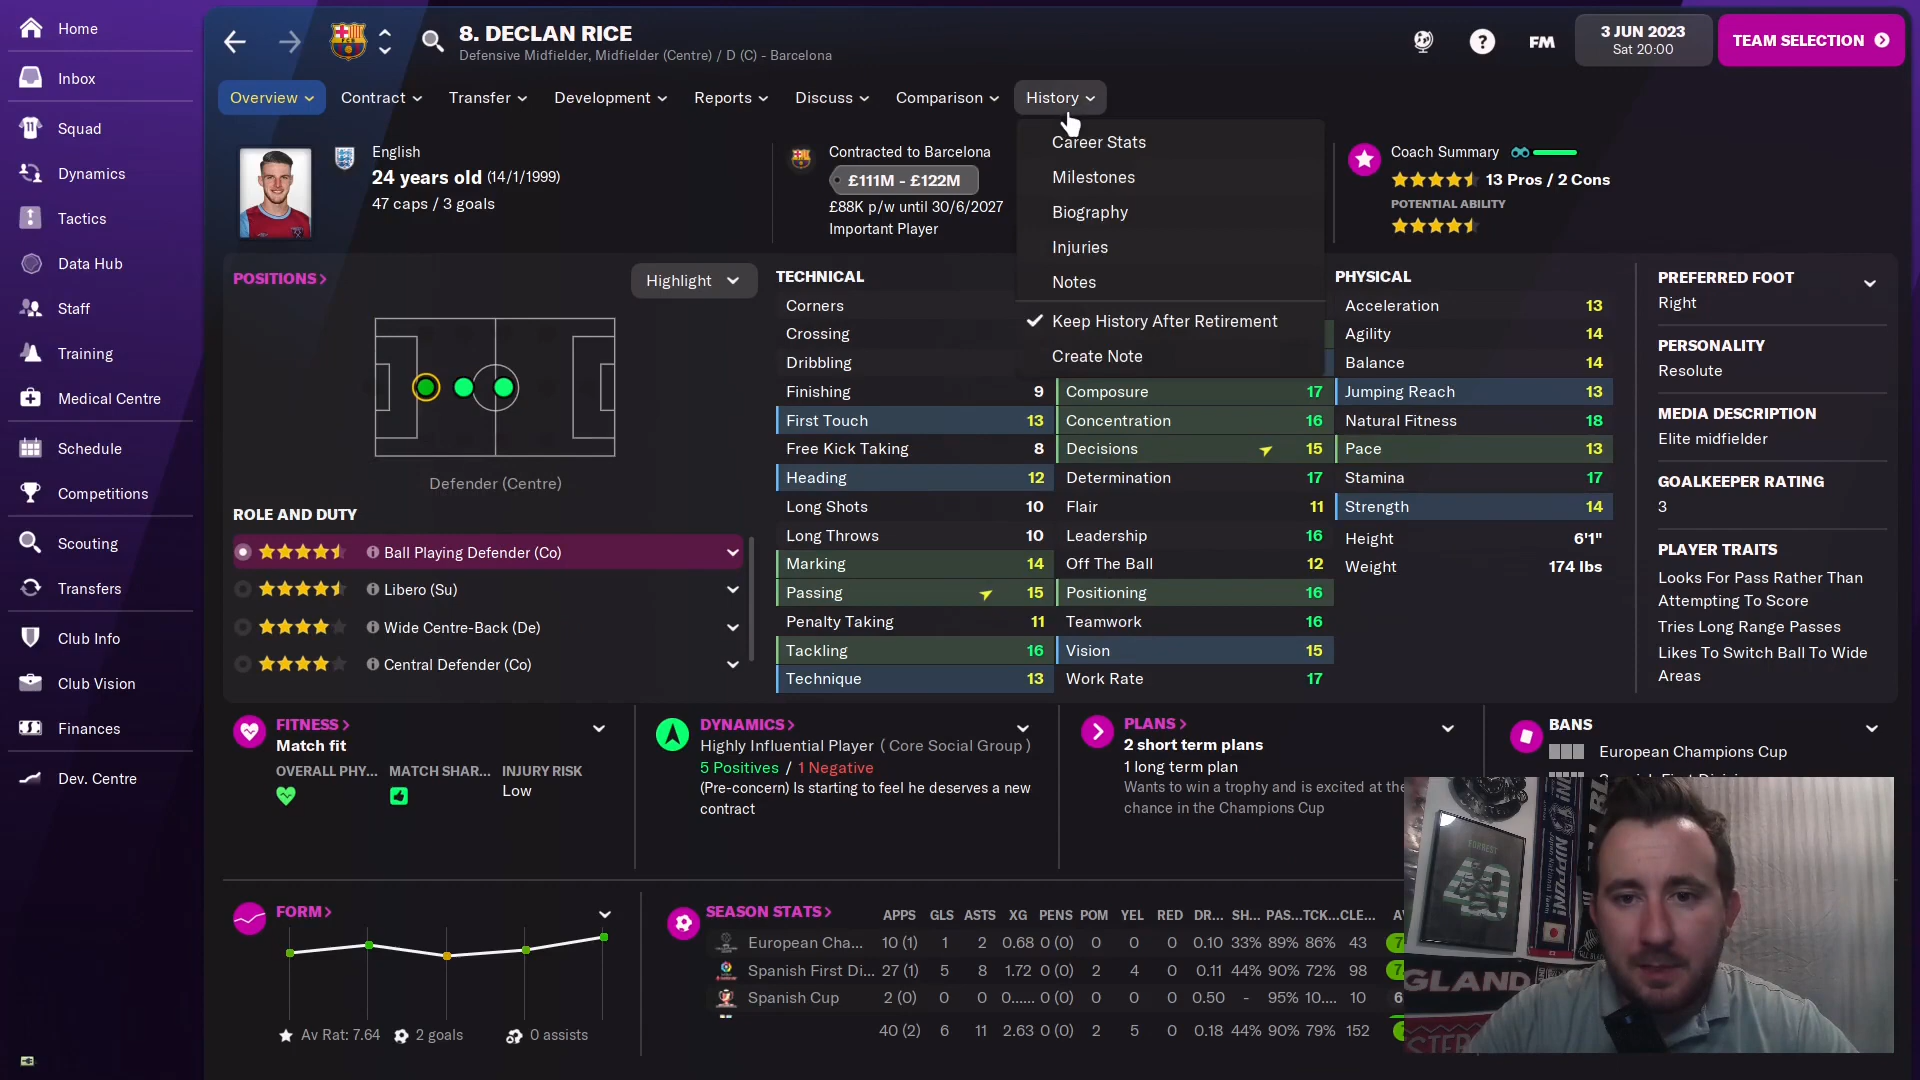 Home
Inbox
Squad
Dynamics
Tactics
Data Hub
Staff
Training
Medical Centre
Schedule
Competitions
Scouting
Transfers
Club Info
Club Vision
Finances
Dev. Centre
8. DECLAN RICE
Defensive Midfielder, Midfielder (Centre) / D (C) - Barcelona
FM
3 JUN 2023
Sat 20:00
TEAM SELECTION
Overview
Contract
Transfer
Development
Reports
Discuss
Comparison
History
Career Stats
Milestones
Biography
Injuries
Notes
Keep History After Retirement
Create Note
English
24 years old (14/1/1999)
47 caps / 3 goals
Contracted to Barcelona
£111M - £122M
£88K p/w until 30/6/2027
Important Player
Coach Summary
13 Pros / 2 Cons
POTENTIAL ABILITY
POSITIONS
Highlight
Defender (Centre)
ROLE AND DUTY
Ball Playing Defender (Co)
Libero (Su)
Wide Centre-Back (De)
Central Defender (Co)
TECHNICAL
Corners
Crossing
Dribbling
Finishing 9
First Touch 13
Free Kick Taking 8
Heading 12
Long Shots 10
Long Throws 10
Marking 14
Passing 15
Penalty Taking 11
Tackling 16
Technique 13
Composure 17
Concentration 16
Decisions 15
Determination 17
Flair 11
Leadership 16
Off The Ball 12
Positioning 16
Teamwork 16
Vision 15
Work Rate 17
PHYSICAL
Acceleration 13
Agility 14
Balance 14
Jumping Reach 13
Natural Fitness 18
Pace 13
Stamina 17
Strength 14
Height 6'1"
Weight 174 lbs
PREFERRED FOOT
Right
PERSONALITY
Resolute
MEDIA DESCRIPTION
Elite midfielder
GOALKEEPER RATING
3
PLAYER TRAITS
Looks For Pass Rather Than
Attempting To Score
Tries Long Range Passes
Likes To Switch Ball To Wide
Areas
FITNESS
Match fit
OVERALL PHY... MATCH SHAR... INJURY RISK
Low
DYNAMICS
Highly Influential Player ( Core Social Group )
5 Positives / 1 Negative
(Pre-concern) Is starting to feel he deserves a new
contract
PLANS
2 short term plans
1 long term plan
Wants to win a trophy and is excited at the
chance in the Champions Cup
BANS
European Champions Cup
FORM
Av Rat: 7.64 2 goals 0 assists
SEASON STATS APPS GLS ASTS XG PENS POM YEL RED DR... SH... PAS... TCK... CLE...
European Cha... 10 (1) 1 2 0.68 0 (0) 0 0 0 0.10 33% 89% 86% 43
Spanish First Di... 27 (1) 5 8 1.72 0 (0) 2 4 0 0.11 44% 90% 72% 98
Spanish Cup 2 (0) 0 0 0...... 0 (0) 0 0 0 0.50 - 95% 10.... 10
40 (2) 6 11 2.63 0 (0) 2 5 0 0.18 44% 90% 79% 152
FORREST
49
NIPPON!
GLAND